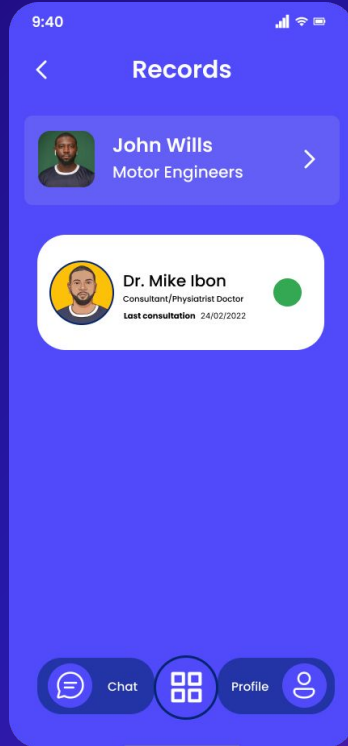 9:40
Records
John Wills
Motor Engineers
Dr. Mike Ibon
Consultant/Physiatrist Doctor
Last consultation 24/02/2022
Chat
Profile